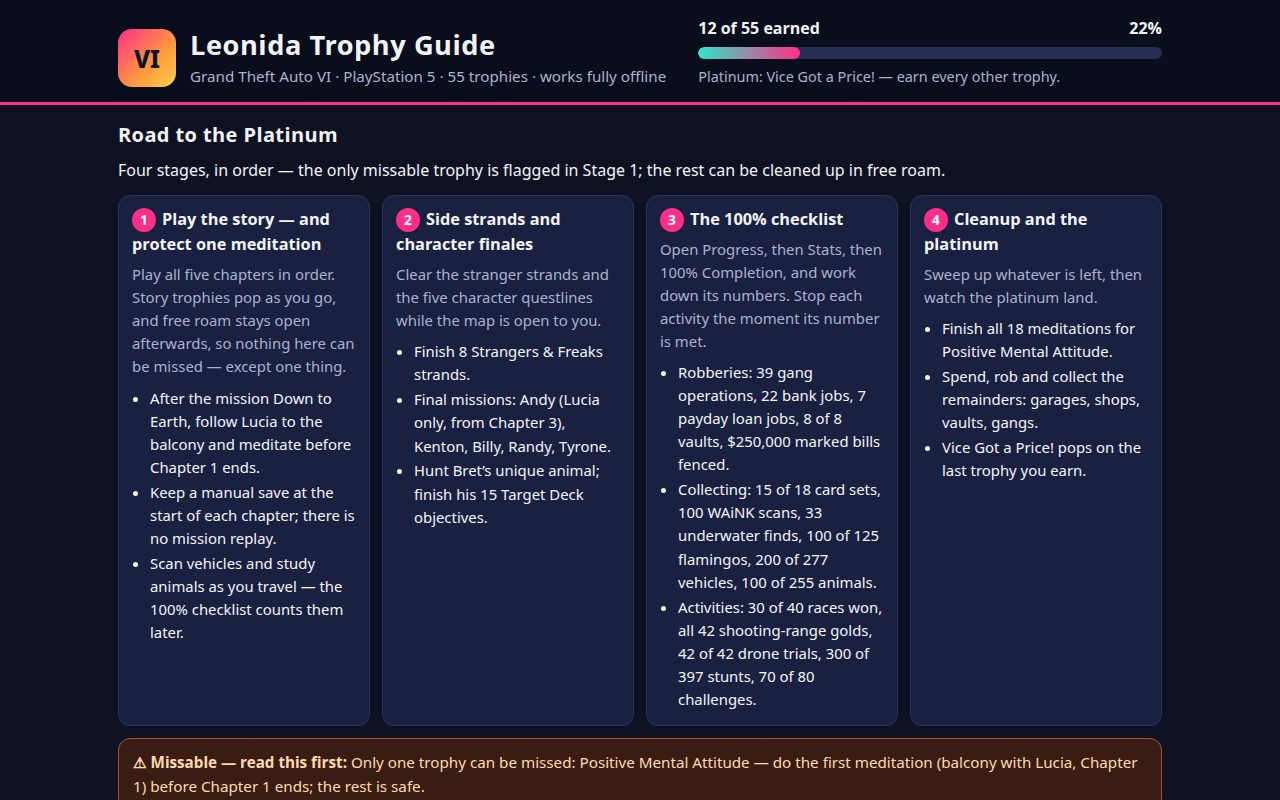 VI
Leonida Trophy Guide
Grand Theft Auto VI · PlayStation 5 · 55 trophies · works fully offline
12 of 55 earned
22%
Platinum: Vice Got a Price! — earn every other trophy.
Road to the Platinum
Four stages, in order — the only missable trophy is flagged in Stage 1; the rest can be cleaned up in free roam.
1 Play the story — and
protect one meditation
Play all five chapters in order.
Story trophies pop as you go,
and free roam stays open
afterwards, so nothing here can
be missed — except one thing.
• After the mission Down to
Earth, follow Lucia to the
balcony and meditate before
Chapter 1 ends.
• Keep a manual save at the
start of each chapter; there is
no mission replay.
• Scan vehicles and study
animals as you travel — the
100% checklist counts them
later.
2 Side strands and
character finales
Clear the stranger strands and
the five character questlines
while the map is open to you.
• Finish 8 Strangers & Freaks
strands.
• Final missions: Andy (Lucia
only, from Chapter 3),
Kenton, Billy, Randy, Tyrone.
• Hunt Bret’s unique animal;
finish his 15 Target Deck
objectives.
3 The 100% checklist
Open Progress, then Stats, then
100% Completion, and work
down its numbers. Stop each
activity the moment its number
is met.
• Robberies: 39 gang
operations, 22 bank jobs, 7
payday loan jobs, 8 of 8
vaults, $250,000 marked bills
fenced.
• Collecting: 15 of 18 card sets,
100 WAiNK scans, 33
underwater finds, 100 of 125
flamingos, 200 of 277
vehicles, 100 of 255 animals.
• Activities: 30 of 40 races won,
all 42 shooting-range golds,
42 of 42 drone trials, 300 of
397 stunts, 70 of 80
challenges.
4 Cleanup and the
platinum
Sweep up whatever is left, then
watch the platinum land.
• Finish all 18 meditations for
Positive Mental Attitude.
• Spend, rob and collect the
remainders: garages, shops,
vaults, gangs.
• Vice Got a Price! pops on the
last trophy you earn.
⚠ Missable — read this first: Only one trophy can be missed: Positive Mental Attitude — do the first meditation (balcony with Lucia, Chapter
1) before Chapter 1 ends; the rest is safe.